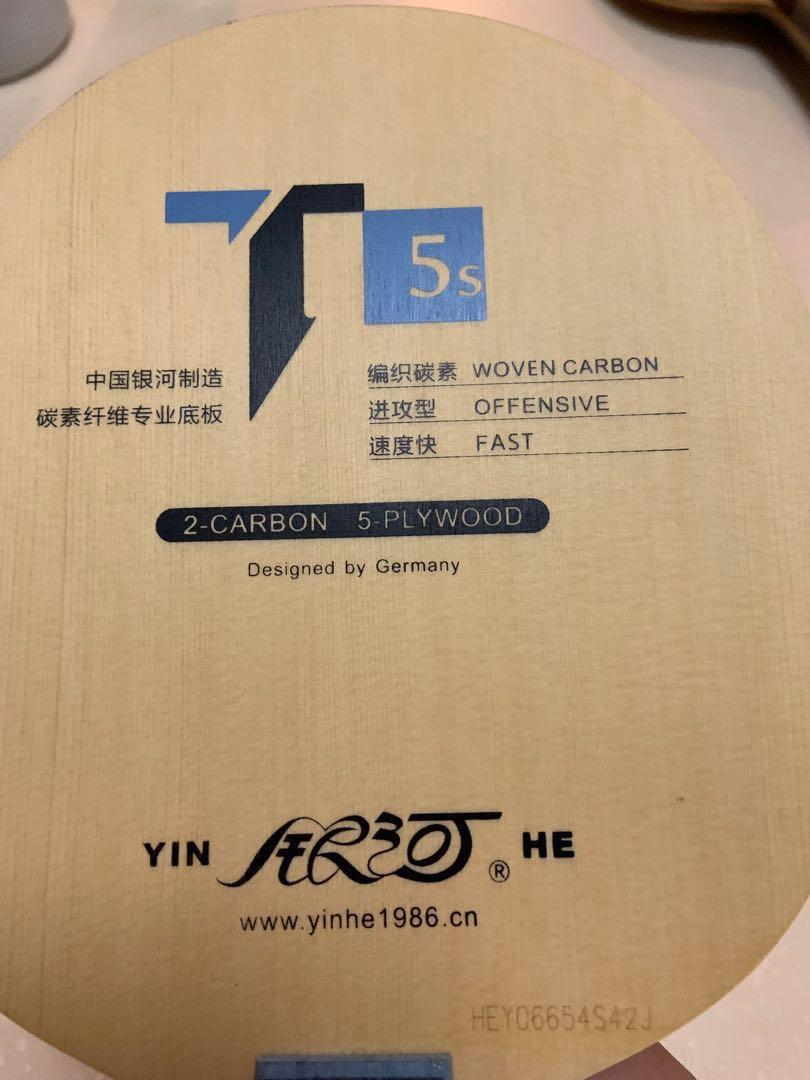 T 5s
中国银河制造
碳素纤维专业底板
编织碳素 WOVEN CARBON
进攻型 OFFENSIVE
速度快 FAST
2-CARBON 5-PLYWOOD
Designed by Germany
YIN 银河® HE
www.yinhe1986.cn
HEY06654S42J